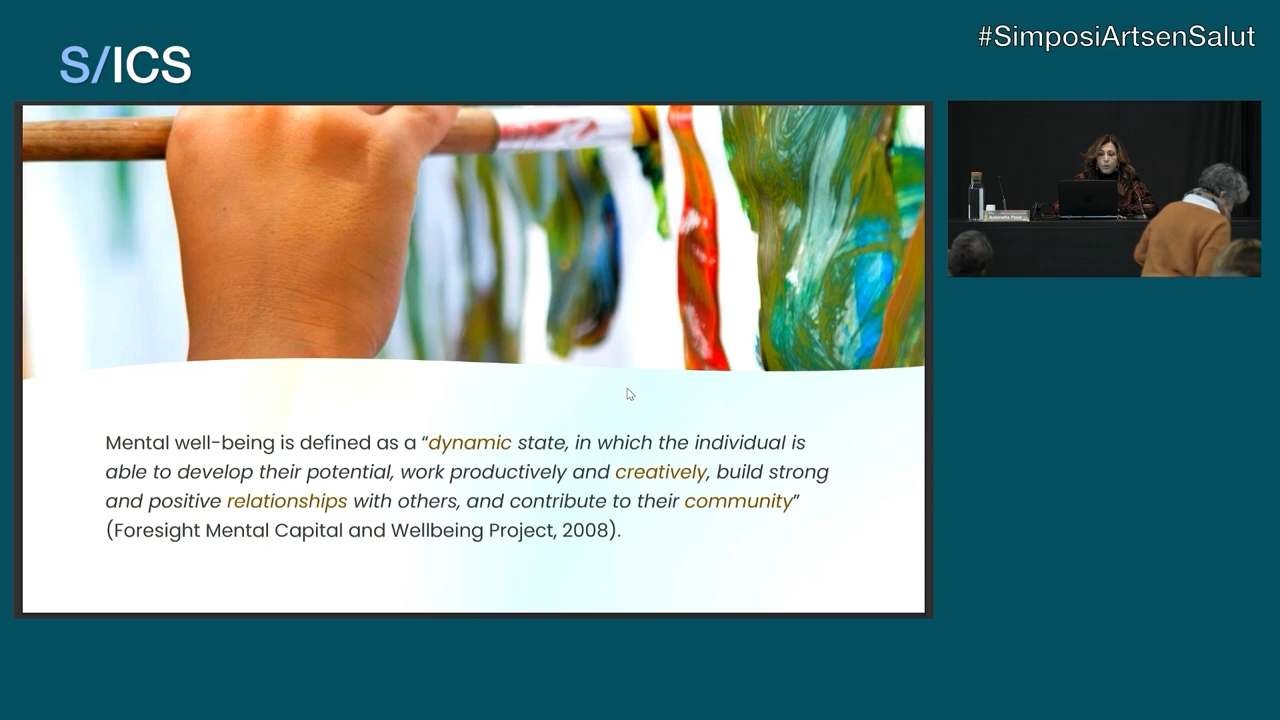 S/ICS
#SimposiArtsenSalut
Mental well-being is defined as a “dynamic state, in which the individual is
able to develop their potential, work productively and creatively, build strong
and positive relationships with others, and contribute to their community”
(Foresight Mental Capital and Wellbeing Project, 2008).